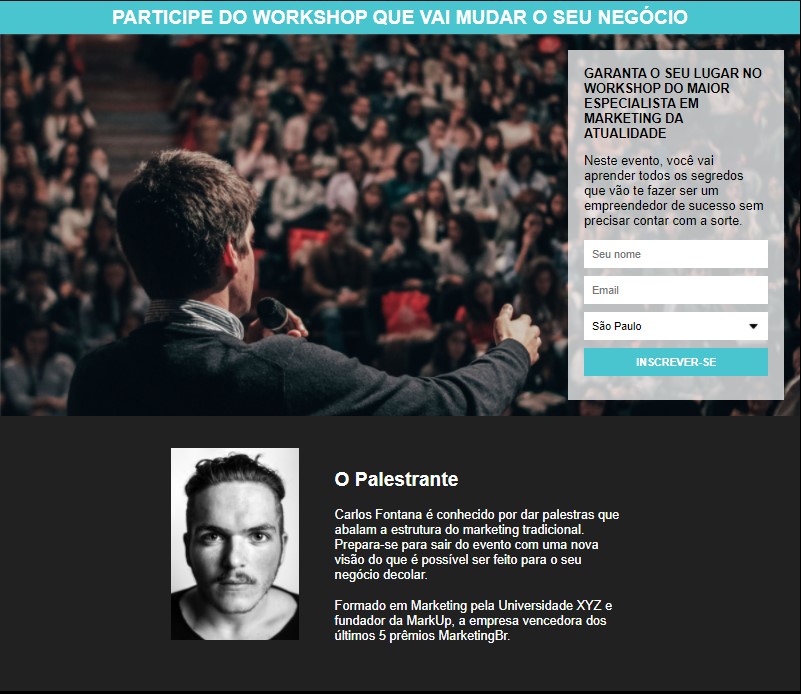 PARTICIPE DO WORKSHOP QUE VAI MUDAR O SEU NEGÓCIO
GARANTA O SEU LUGAR NO
WORKSHOP DO MAIOR
ESPECIALISTA EM
MARKETING DA
ATUALIDADE
Neste evento, você vai
aprender todos os segredos
que vão te fazer ser um
empreendedor de sucesso sem
precisar contar com a sorte.
Seu nome
Email
São Paulo
INSCREVER-SE
O Palestrante
Carlos Fontana é conhecido por dar palestras que
abalam a estrutura do marketing tradicional.
Prepara-se para sair do evento com uma nova
visão do que é possível ser feito para o seu
negócio decolar.
Formado em Marketing pela Universidade XYZ e
fundador da MarkUp, a empresa vencedora dos
últimos 5 prêmios MarketingBr.